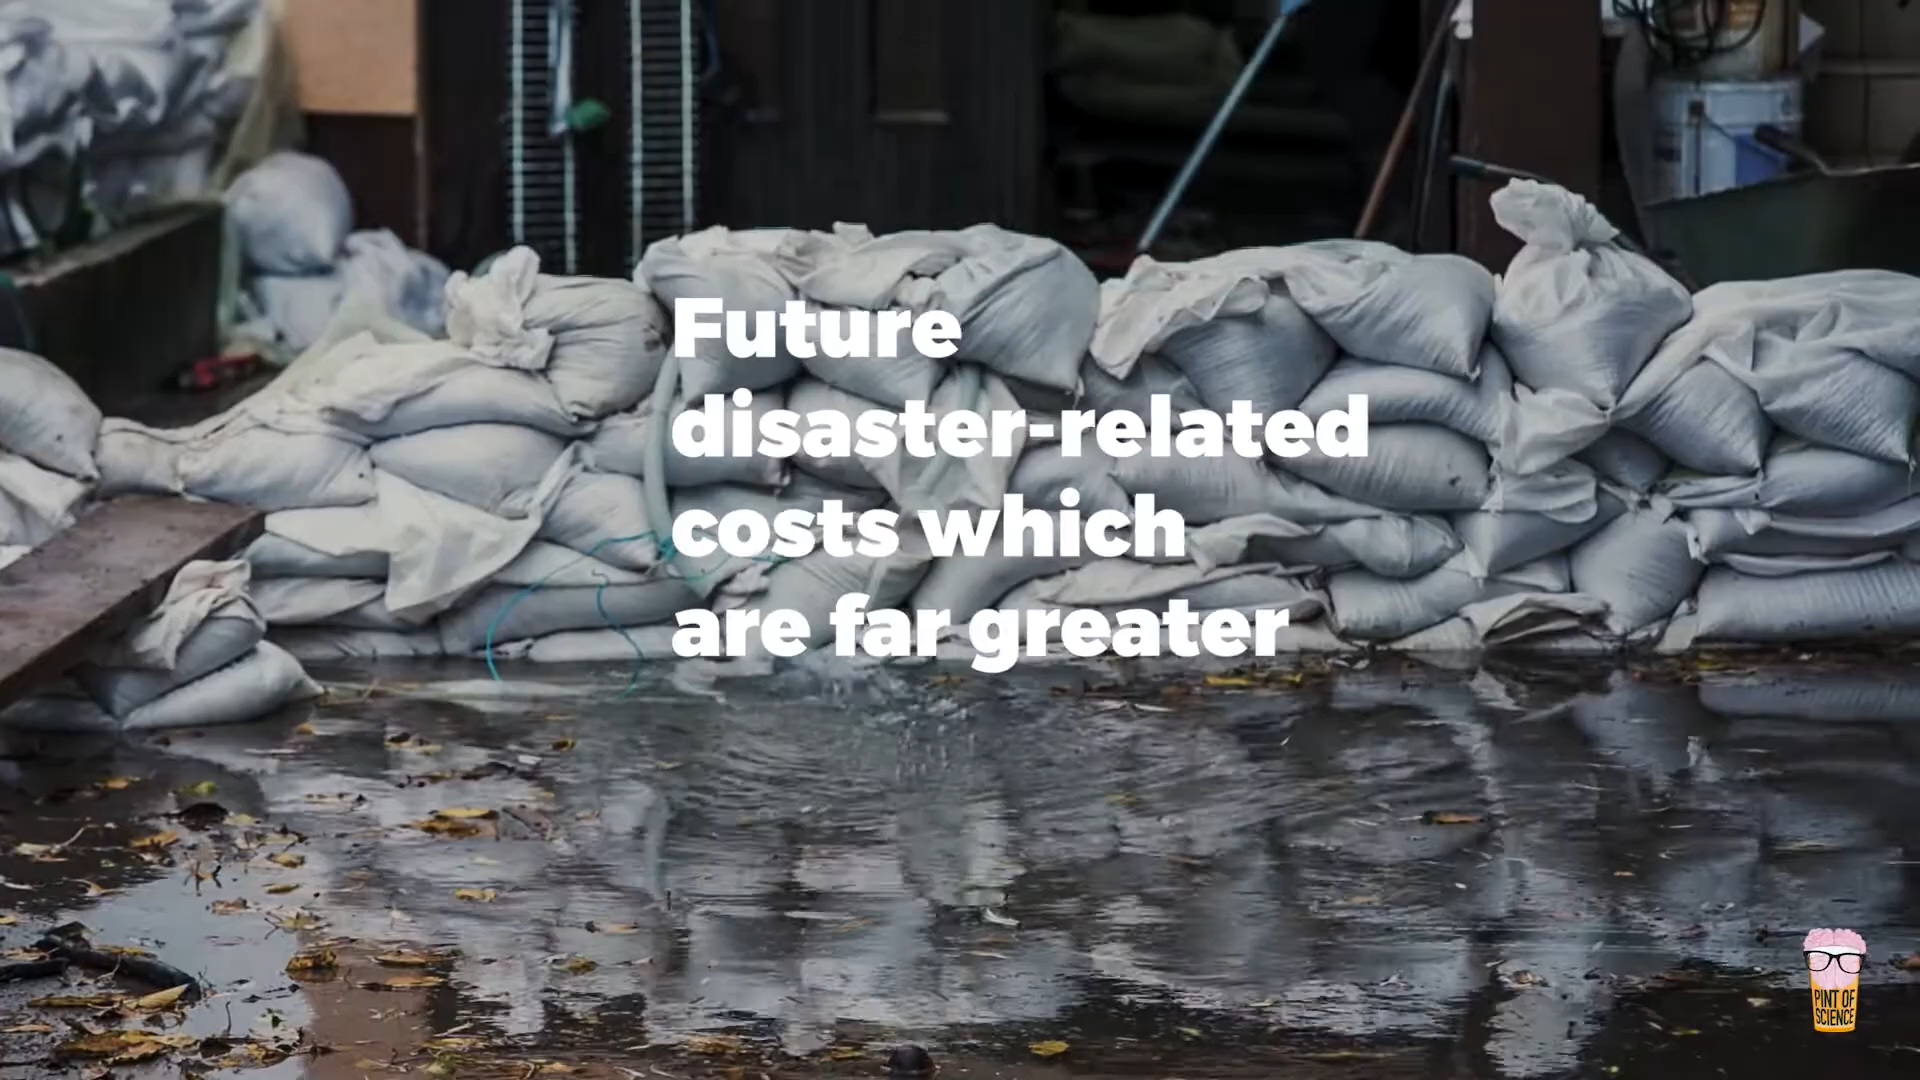 Future
disaster-related
costs which
are far greater
PINT OF
SCIENCE